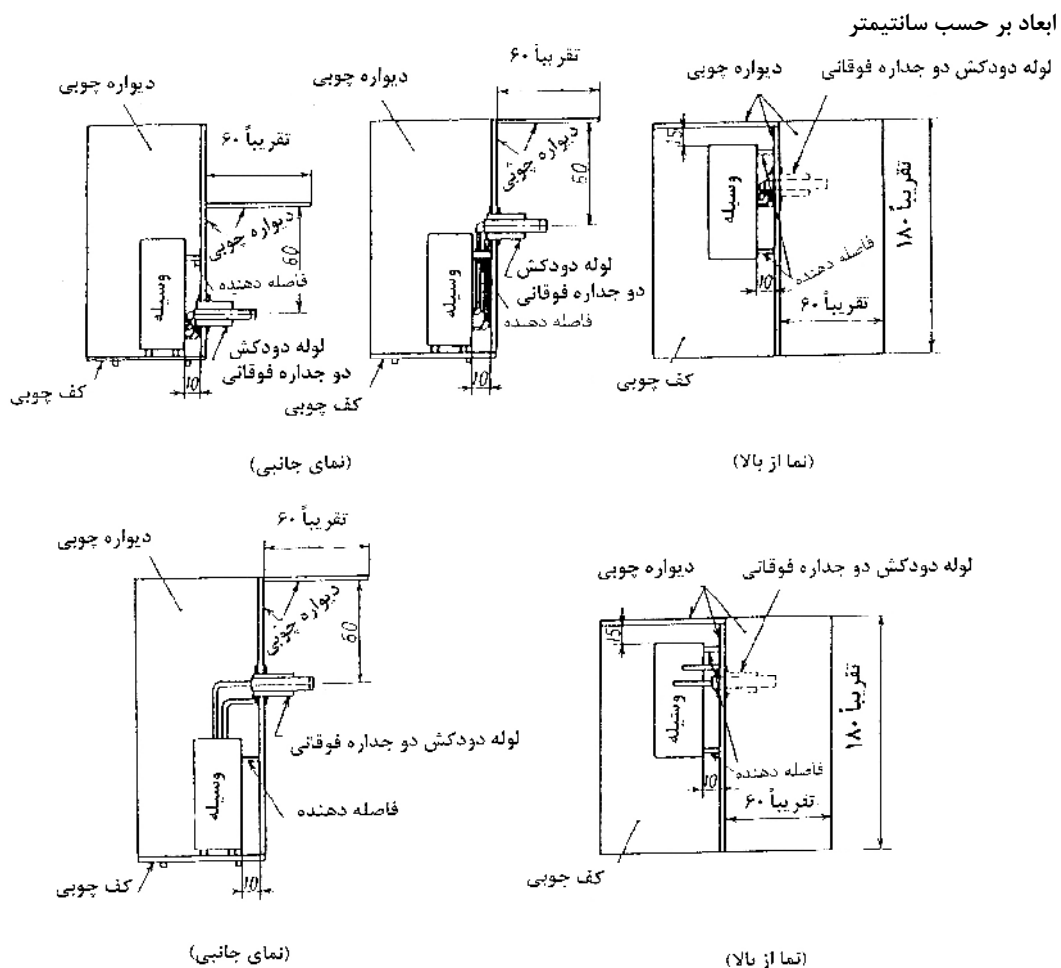 ابعاد بر حسب سانتیمتر
دیواره چوبی
لوله دودکش دو جداره فوقانی
15
وسیله
10
فاصله دهنده
تقریباً ۶۰
تقریباً ۱۸۰
کف چوبی
(نما از بالا)
تقریباً ۶۰
دیواره چوبی
دیواره چوبی
60
وسیله
لوله دودکش
دو جداره فوقانی
فاصله دهنده
10
کف چوبی
دیواره چوبی
تقریباً ۶۰
دیواره چوبی
60
وسیله
فاصله دهنده
لوله دودکش
دو جداره فوقانی
10
کف چوبی
(نمای جانبی)
دیواره چوبی
لوله دودکش دو جداره فوقانی
15
وسیله
10
فاصله دهنده
تقریباً ۶۰
تقریباً ۱۸۰
کف چوبی
(نما از بالا)
تقریباً ۶۰
دیواره چوبی
دیواره چوبی
60
لوله دودکش دو جداره فوقانی
وسیله
فاصله دهنده
10
کف چوبی
(نمای جانبی)